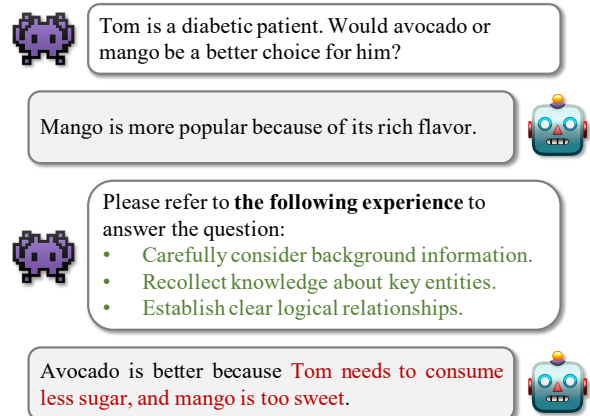 Tom is a diabetic patient. Would avocado or
mango be a better choice for him?
Mango is more popular because of its rich flavor.
Please refer to the following experience to
answer the question:
• Carefully consider background information.
• Recollect knowledge about key entities.
• Establish clear logical relationships.
Avocado is better because Tom needs to consume
less sugar, and mango is too sweet.